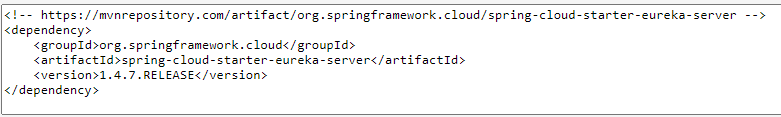 <!-- https://mvnrepository.com/artifact/org.springframework.cloud/spring-cloud-starter-eureka-server -->
<dependency>
    <groupId>org.springframework.cloud</groupId>
    <artifactId>spring-cloud-starter-eureka-server</artifactId>
    <version>1.4.7.RELEASE</version>
</dependency>